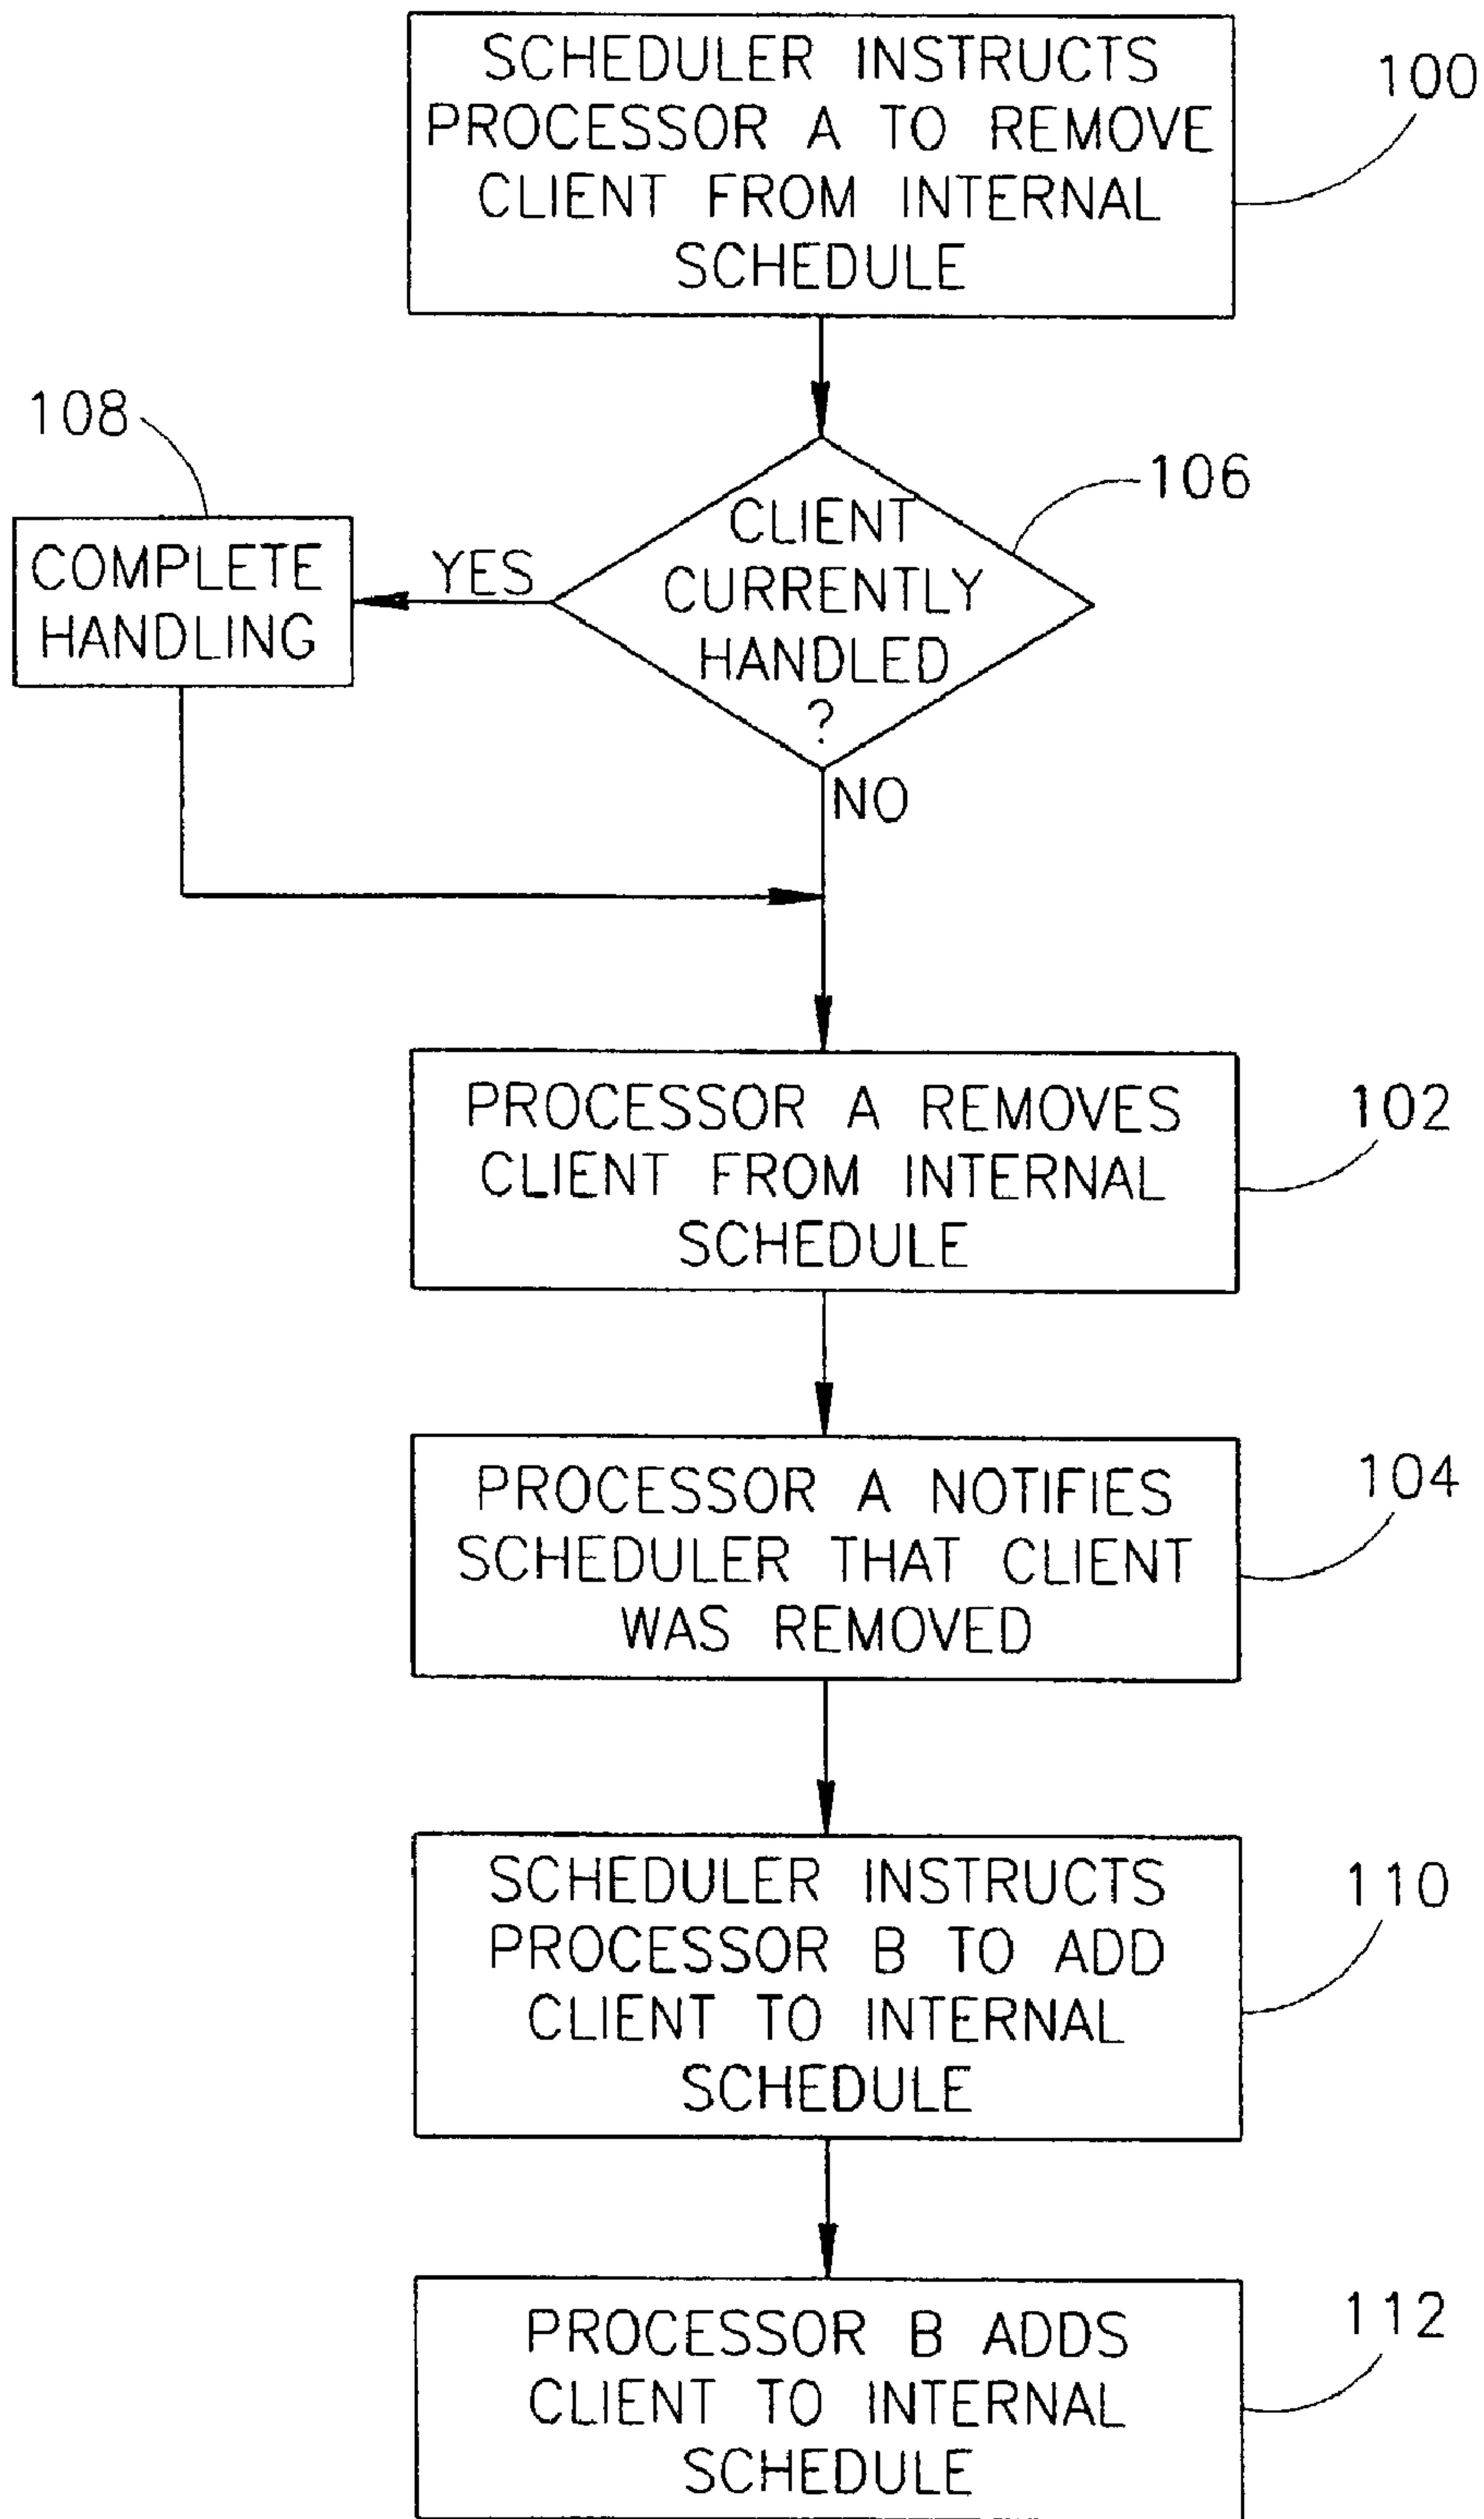 SCHEDULER INSTRUCTS
PROCESSOR A TO REMOVE
CLIENT FROM INTERNAL
SCHEDULE
100
108
106
CLIENT
CURRENTLY
HANDLED
?
YES
COMPLETE
HANDLING
NO
PROCESSOR A REMOVES
CLIENT FROM INTERNAL
SCHEDULE
102
PROCESSOR A NOTIFIES
SCHEDULER THAT CLIENT
WAS REMOVED
104
SCHEDULER INSTRUCTS
PROCESSOR B TO ADD
CLIENT TO INTERNAL
SCHEDULE
110
PROCESSOR B ADDS
CLIENT TO INTERNAL
SCHEDULE
112